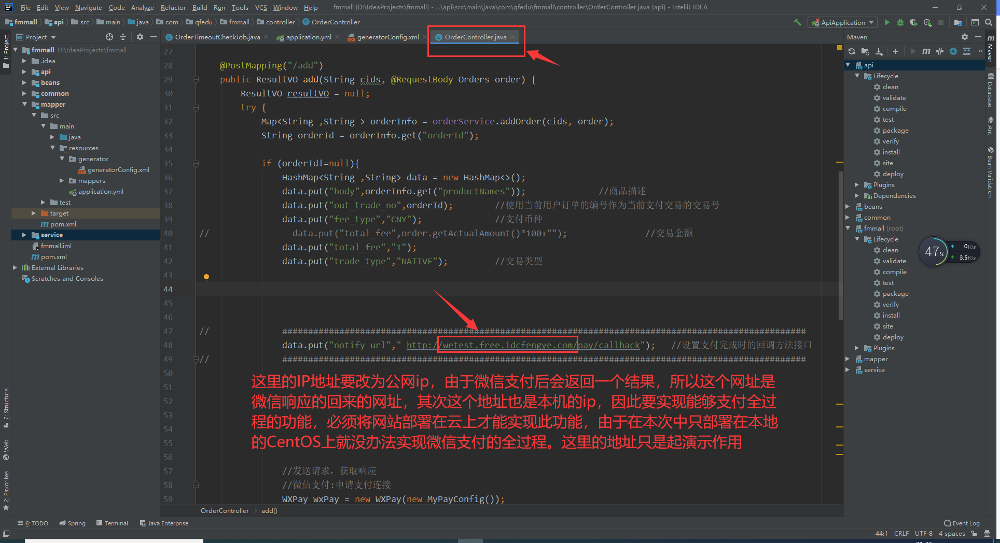 File Edit View Navigate Code Analyze Refactor Build Run Tools VCS Window Help fmmall [D:\IdeaProjects\fmmall] - ...\api\src\main\java\com\qfedu\fmmall\controller\OrderController.java [api] - IntelliJ IDEA
fmmall api src main java com qfedu fmmall controller OrderController ApiApplication
Project
OrderTimeoutCheckJob.java application.yml generatorConfig.xml OrderController.java
Maven
1: Project
fmmall D:\IdeaProjects\fmmall
.idea
api
beans
common
mapper
src
main
java
resources
generator
generatorConfig.xml
mappers
application.yml
test
target
pom.xml
service
fmmall.iml
pom.xml
External Libraries
Scratches and Consoles
7: Structure
Web
2: Favorites
27
28 @PostMapping("/add")
29 public ResultVO add(String cids, @RequestBody Orders order) {
30 ResultVO resultVO = null;
31 try {
32 Map<String ,String > orderInfo = orderService.addOrder(cids, order);
33 String orderId = orderInfo.get("orderId");
34
35 if (orderId!=null){
36 HashMap<String ,String> data = new HashMap<>();
37 data.put("body",orderInfo.get("productNames")); //商品描述
38 data.put("out_trade_no",orderId); //使用当前用户订单的编号作为当前支付交易的交易号
39 data.put("fee_type","CNY"); //支付币种
40 // data.put("total_fee",order.getActualAmount()*100+""); //交易金额
41 data.put("total_fee","1");
42 data.put("trade_type","NATIVE"); //交易类型
43
44
45
46
47 // #####################################################################################################
48 data.put("notify_url"," http://wetest.free.idcfengye.com/pay/callback"); //设置支付完成时的回调方法接口
49 // #####################################################################################################
50
这里的IP地址要改为公网ip，由于微信支付后会返回一个结果，所以这个网址是
51
微信响应的回来的网址，其次这个地址也是本机的ip，因此要实现能够支付全过
52
53
程的功能，必须将网站部署在云上才能实现此功能，由于在本次中只部署在本地
54
55
的CentOS上就没办法实现微信支付的全过程。这里的地址只是起演示作用
56
57 //发送请求，获取响应
58 //微信支付:申请支付连接
59 WXPay wxPay = new WXPay(new MyPayConfig());
OrderController add()
api
Lifecycle
clean
validate
compile
test
package
verify
install
site
deploy
Plugins
Dependencies
beans
common
fmmall (root)
Lifecycle
clean
validate
compile
test
package
verify
install
site
deploy
Plugins
mapper
service
47%
0K/s
3.5K/s
Maven
Database
Ant
Bean Validation
6: TODO Spring Terminal Java Enterprise Event Log
44:1 CRLF UTF-8 4 spaces